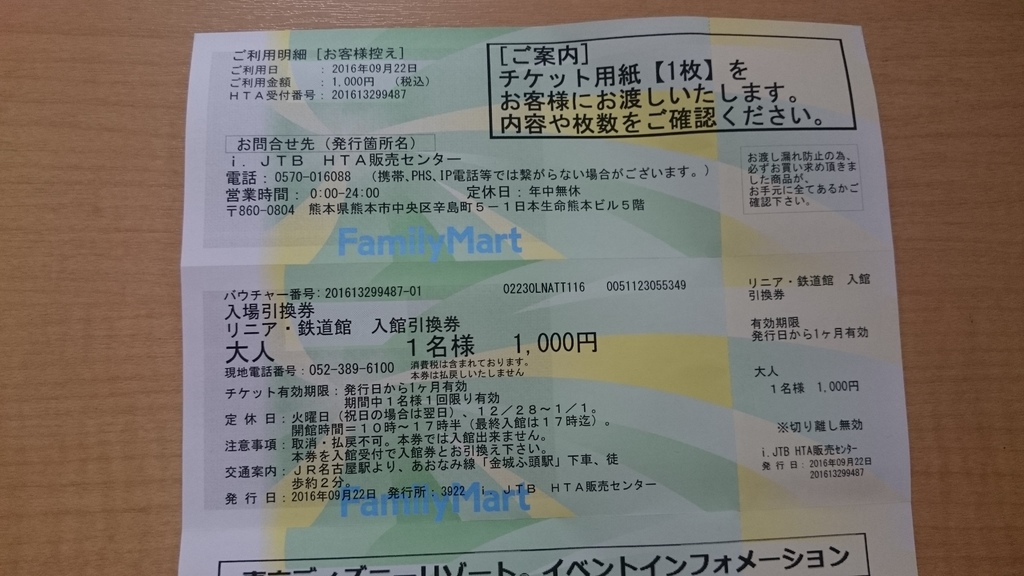 ご利用明細 [お客様控え]
ご利用日 : 2016年09月22日
ご利用金額 : 1,000円 (税込)
HTA受付番号: 201613299487
[ご案内]
チケット用紙【1枚】を
お客様にお渡しいたします。
内容や枚数をご確認ください。
お問合せ先(発行箇所名)
i.JTB HTA販売センター
電話: 0570-016088 (携帯、PHS、IP電話等では繋がらない場合がございます。)
営業時間: 0:00-24:00 定休日: 年中無休
〒860-0804 熊本県熊本市中央区辛島町5-1日本生命熊本ビル5階
お渡し漏れ防止の為、
必ずお買い求め頂きま
した商品が、
お手元に全てあるかご
確認下さい。
FamilyMart
バウチャー番号: 201613299487-01 02230LNATT116 0051123055349
入場引換券
リニア・鉄道館 入館引換券
大人 1名様 1,000円
現地電話番号: 052-389-6100 消費税は含まれております。
本券は払戻しいたしません
チケット有効期限: 発行日から1ヶ月有効
期間中1名様1回限り有効
定休日: 火曜日(祝日の場合は翌日)、12/28~1/1。
開館時間=10時~17時半(最終入館は17時迄)。
注意事項: 取消・払戻不可。本券では入館出来ません。
本券を入館受付で入館券とお引換え下さい。
交通案内: JR名古屋駅より、あおなみ線「金城ふ頭駅」下車、徒
歩約2分。
発行日: 2016年09月22日 発行所: 3922 i.JTB HTA販売センター
FamilyMart
リニア・鉄道館 入館
引換券
有効期限
発行日から1ヶ月有効
大人
1名様 1,000円
※切り離し無効
i.JTB HTA販売センター
発行日: 2016年09月22日
201613299487
東京ディズニーリゾート。イベントインフォメーション